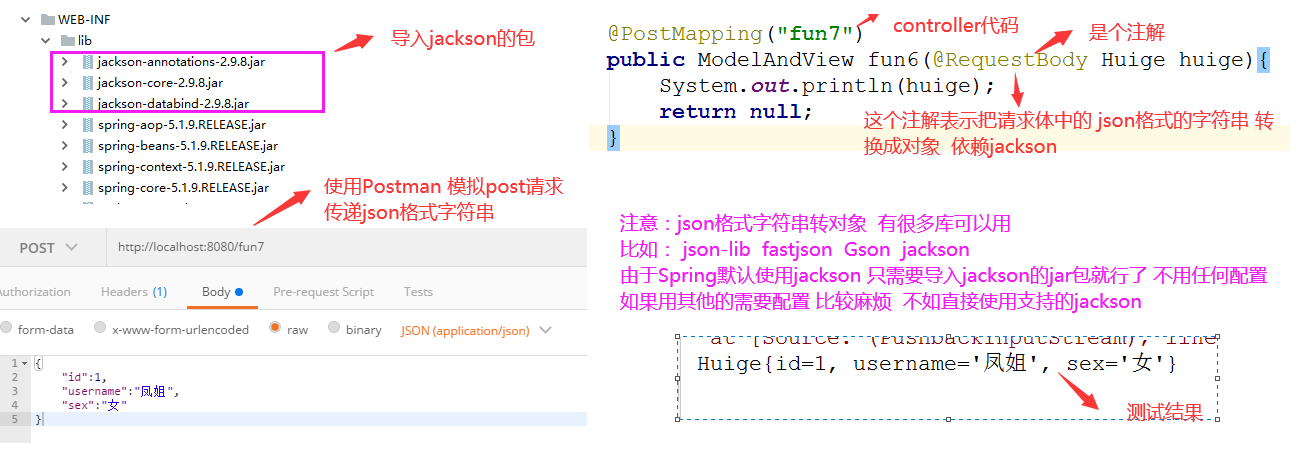 WEB-INF
lib
jackson-annotations-2.9.8.jar
jackson-core-2.9.8.jar
jackson-databind-2.9.8.jar
spring-aop-5.1.9.RELEASE.jar
spring-beans-5.1.9.RELEASE.jar
spring-context-5.1.9.RELEASE.jar
spring-core-5.1.9.RELEASE.jar
导入jackson的包
使用Postman 模拟post请求
传递json格式字符串
POST http://localhost:8080/fun7
Authorization Headers (1) Body Pre-request Script Tests
form-data x-www-form-urlencoded raw binary JSON (application/json)
1 {
2 "id":1,
3 "username":"凤姐",
4 "sex":"女"
5 }
@PostMapping("fun7")
controller代码
是个注解
public ModelAndView fun6(@RequestBody Huige huige){
System.out.println(huige);
return null;
}
这个注解表示把请求体中的 json格式的字符串 转
换成对象 依赖jackson
注意：json格式字符串转对象 有很多库可以用
比如： json-lib fastjson Gson jackson
由于Spring默认使用jackson 只需要导入jackson的jar包就行了 不用任何配置
如果用其他的需要配置 比较麻烦 不如直接使用支持的jackson
at [Source: (PushbackInputStream); line
Huige{id=1, username='凤姐', sex='女'}
测试结果